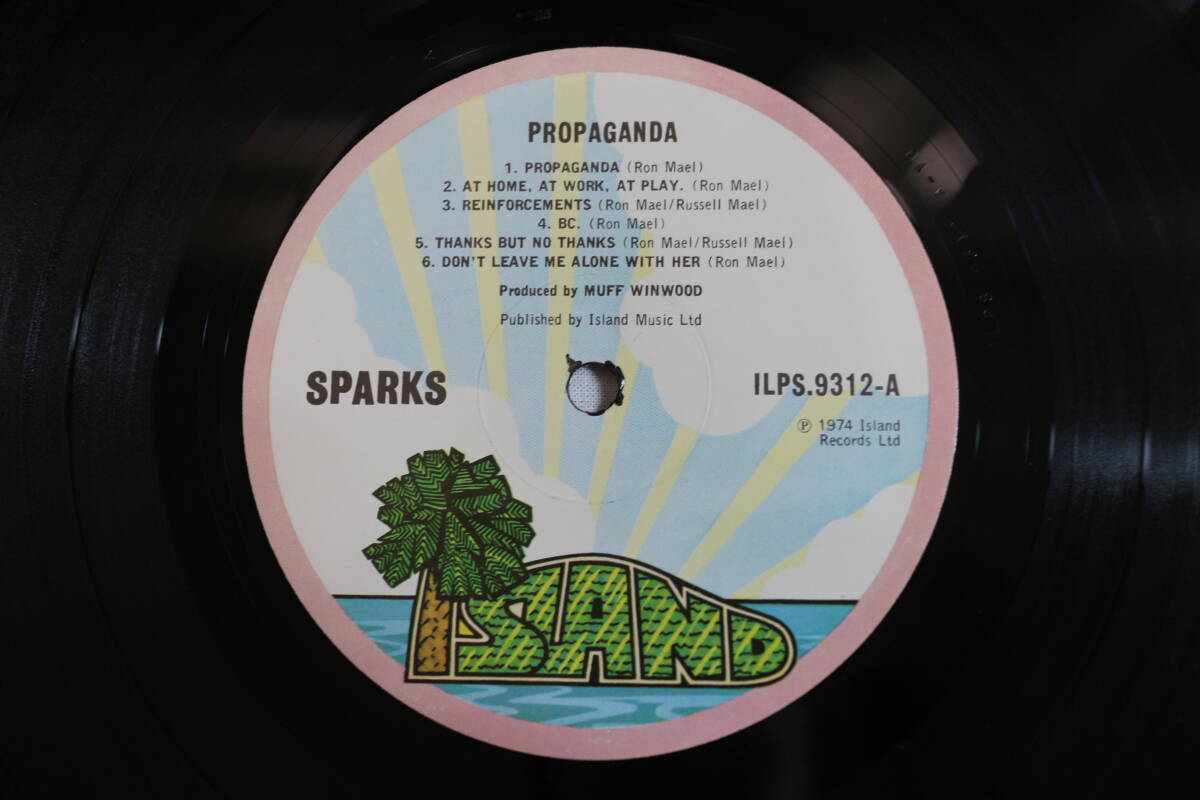 PROPAGANDA
1. PROPAGANDA (Ron Mael)
2. AT HOME, AT WORK, AT PLAY. (Ron Mael)
3. REINFORCEMENTS (Ron Mael/Russell Mael)
4. BC. (Ron Mael)
5. THANKS BUT NO THANKS (Ron Mael/Russell Mael)
6. DON'T LEAVE ME ALONE WITH HER (Ron Mael)
Produced by MUFF WINWOOD
Published by Island Music Ltd
SPARKS
ILPS.9312-A
Ⓟ 1974 Island
Records Ltd
ISLAND